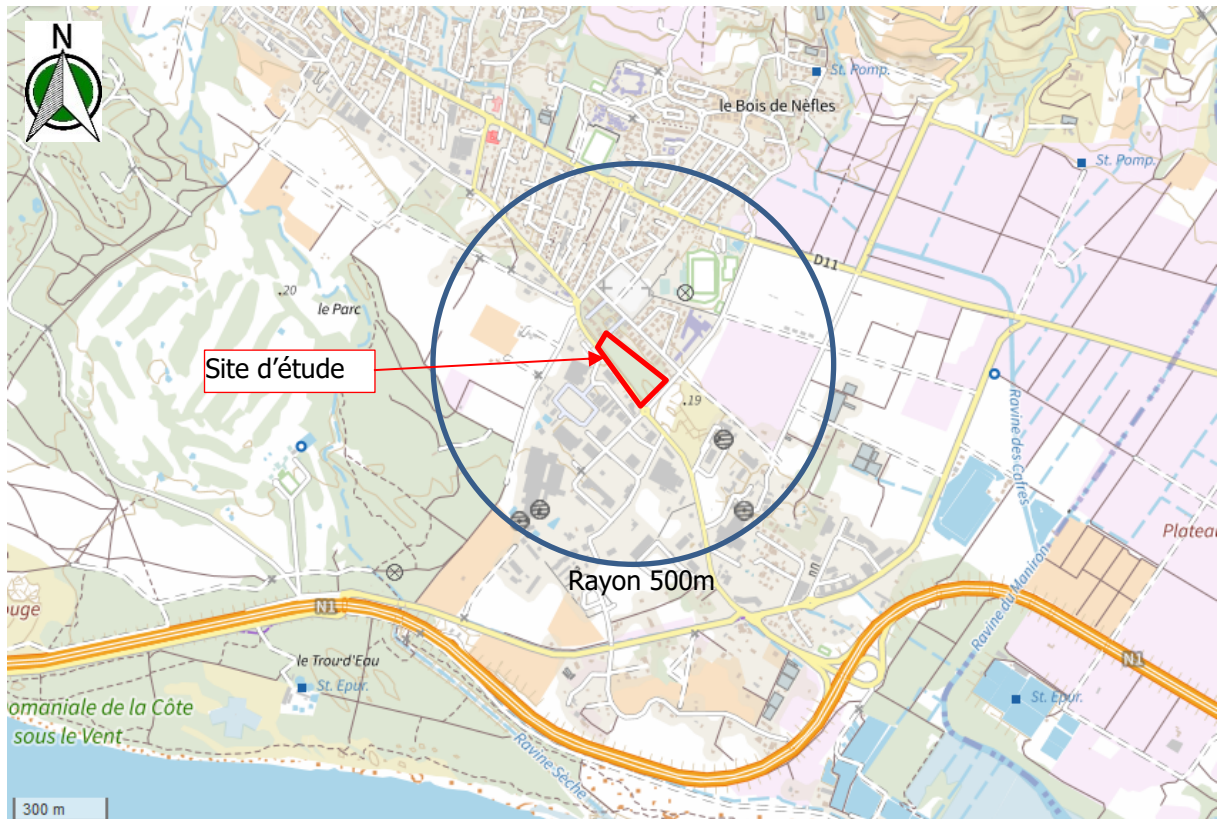 N
St. Pomp.
le Bois de Nèfles
St. Pomp.
D11
.20
le Parc
Site d'étude
.19
Ravine des Cafres
Plateau
Rayon 500m
Ravine du Maniron
N1
ouge
le Trou d'Eau
St. Epur.
N1
St. Epur.
omaniale de la Côte
sous le Vent
Ravine Sèche
300 m